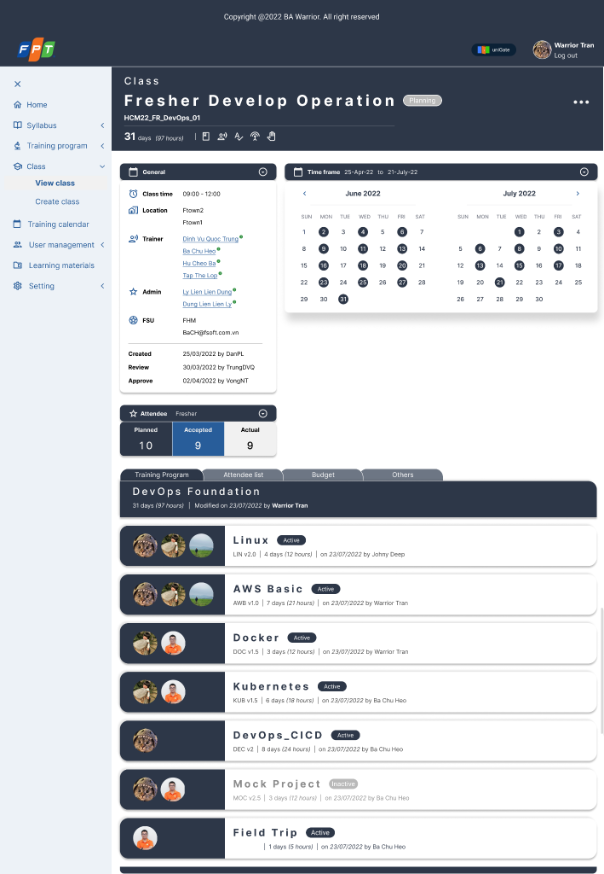 Copyright @2022 BA Warrior. All right reserved
FPT
uniGate
Warrior Tran
Log out
Home
Syllabus
Training program
Class
View class
Create class
Training calendar
User management
Learning materials
Setting
Class
Fresher Develop Operation Planning
HCM22_FR_DevOps_01
31 days (97 hours)
General
Class time 09:00 - 12:00
Location Ftown2
Ftown1
Trainer Dinh Vu Quoc Trung
Ba Chu Heo
Hu Cheo Ba
Tap The Lop
Admin Ly Lien Lien Dung
Dung Lien Lien Ly
FSU FHM
BaCH@fsoft.com.vn
Created 25/03/2022 by DanPL
Review 30/03/2022 by TrungDVQ
Approve 02/04/2022 by VongNT
Time frame 25-Apr-22 to 21-July-22
June 2022
SUN MON TUE WED THU FRI SAT
1 2 3 4 5 6 7
8 9 10 11 12 13 14
15 16 17 18 19 20 21
22 23 24 25 26 27 28
29 30 31
July 2022
SUN MON TUE WED THU FRI SAT
1 2 3 4
5 6 7 8 9 10 11
12 13 14 15 16 17 18
19 20 21 22 23 24 25
26 27 28 29 30
Attendee Fresher
Planned Accepted Actual
10 9 9
Training Program Attendee list Budget Others
DevOps Foundation
31 days (97 hours) | Modified on 23/07/2022 by Warrior Tran
Linux Active
LIN v2.0 | 4 days (12 hours) | on 23/07/2022 by Johny Deep
AWS Basic Active
AWB v1.0 | 7 days (21 hours) | on 23/07/2022 by Warrior Tran
Docker Active
DOC v1.5 | 3 days (12 hours) | on 23/07/2022 by Warrior Tran
Kubernetes Active
KUB v1.5 | 6 days (18 hours) | on 23/07/2022 by Ba Chu Heo
DevOps_CICD Active
DEC v2 | 8 days (24 hours) | on 23/07/2022 by Ba Chu Heo
Mock Project Inactive
MOC v2.5 | 3 days (12 hours) | on 23/07/2022 by Ba Chu Heo
Field Trip Active
| 1 days (5 hours) | on 23/07/2022 by Ba Chu Heo